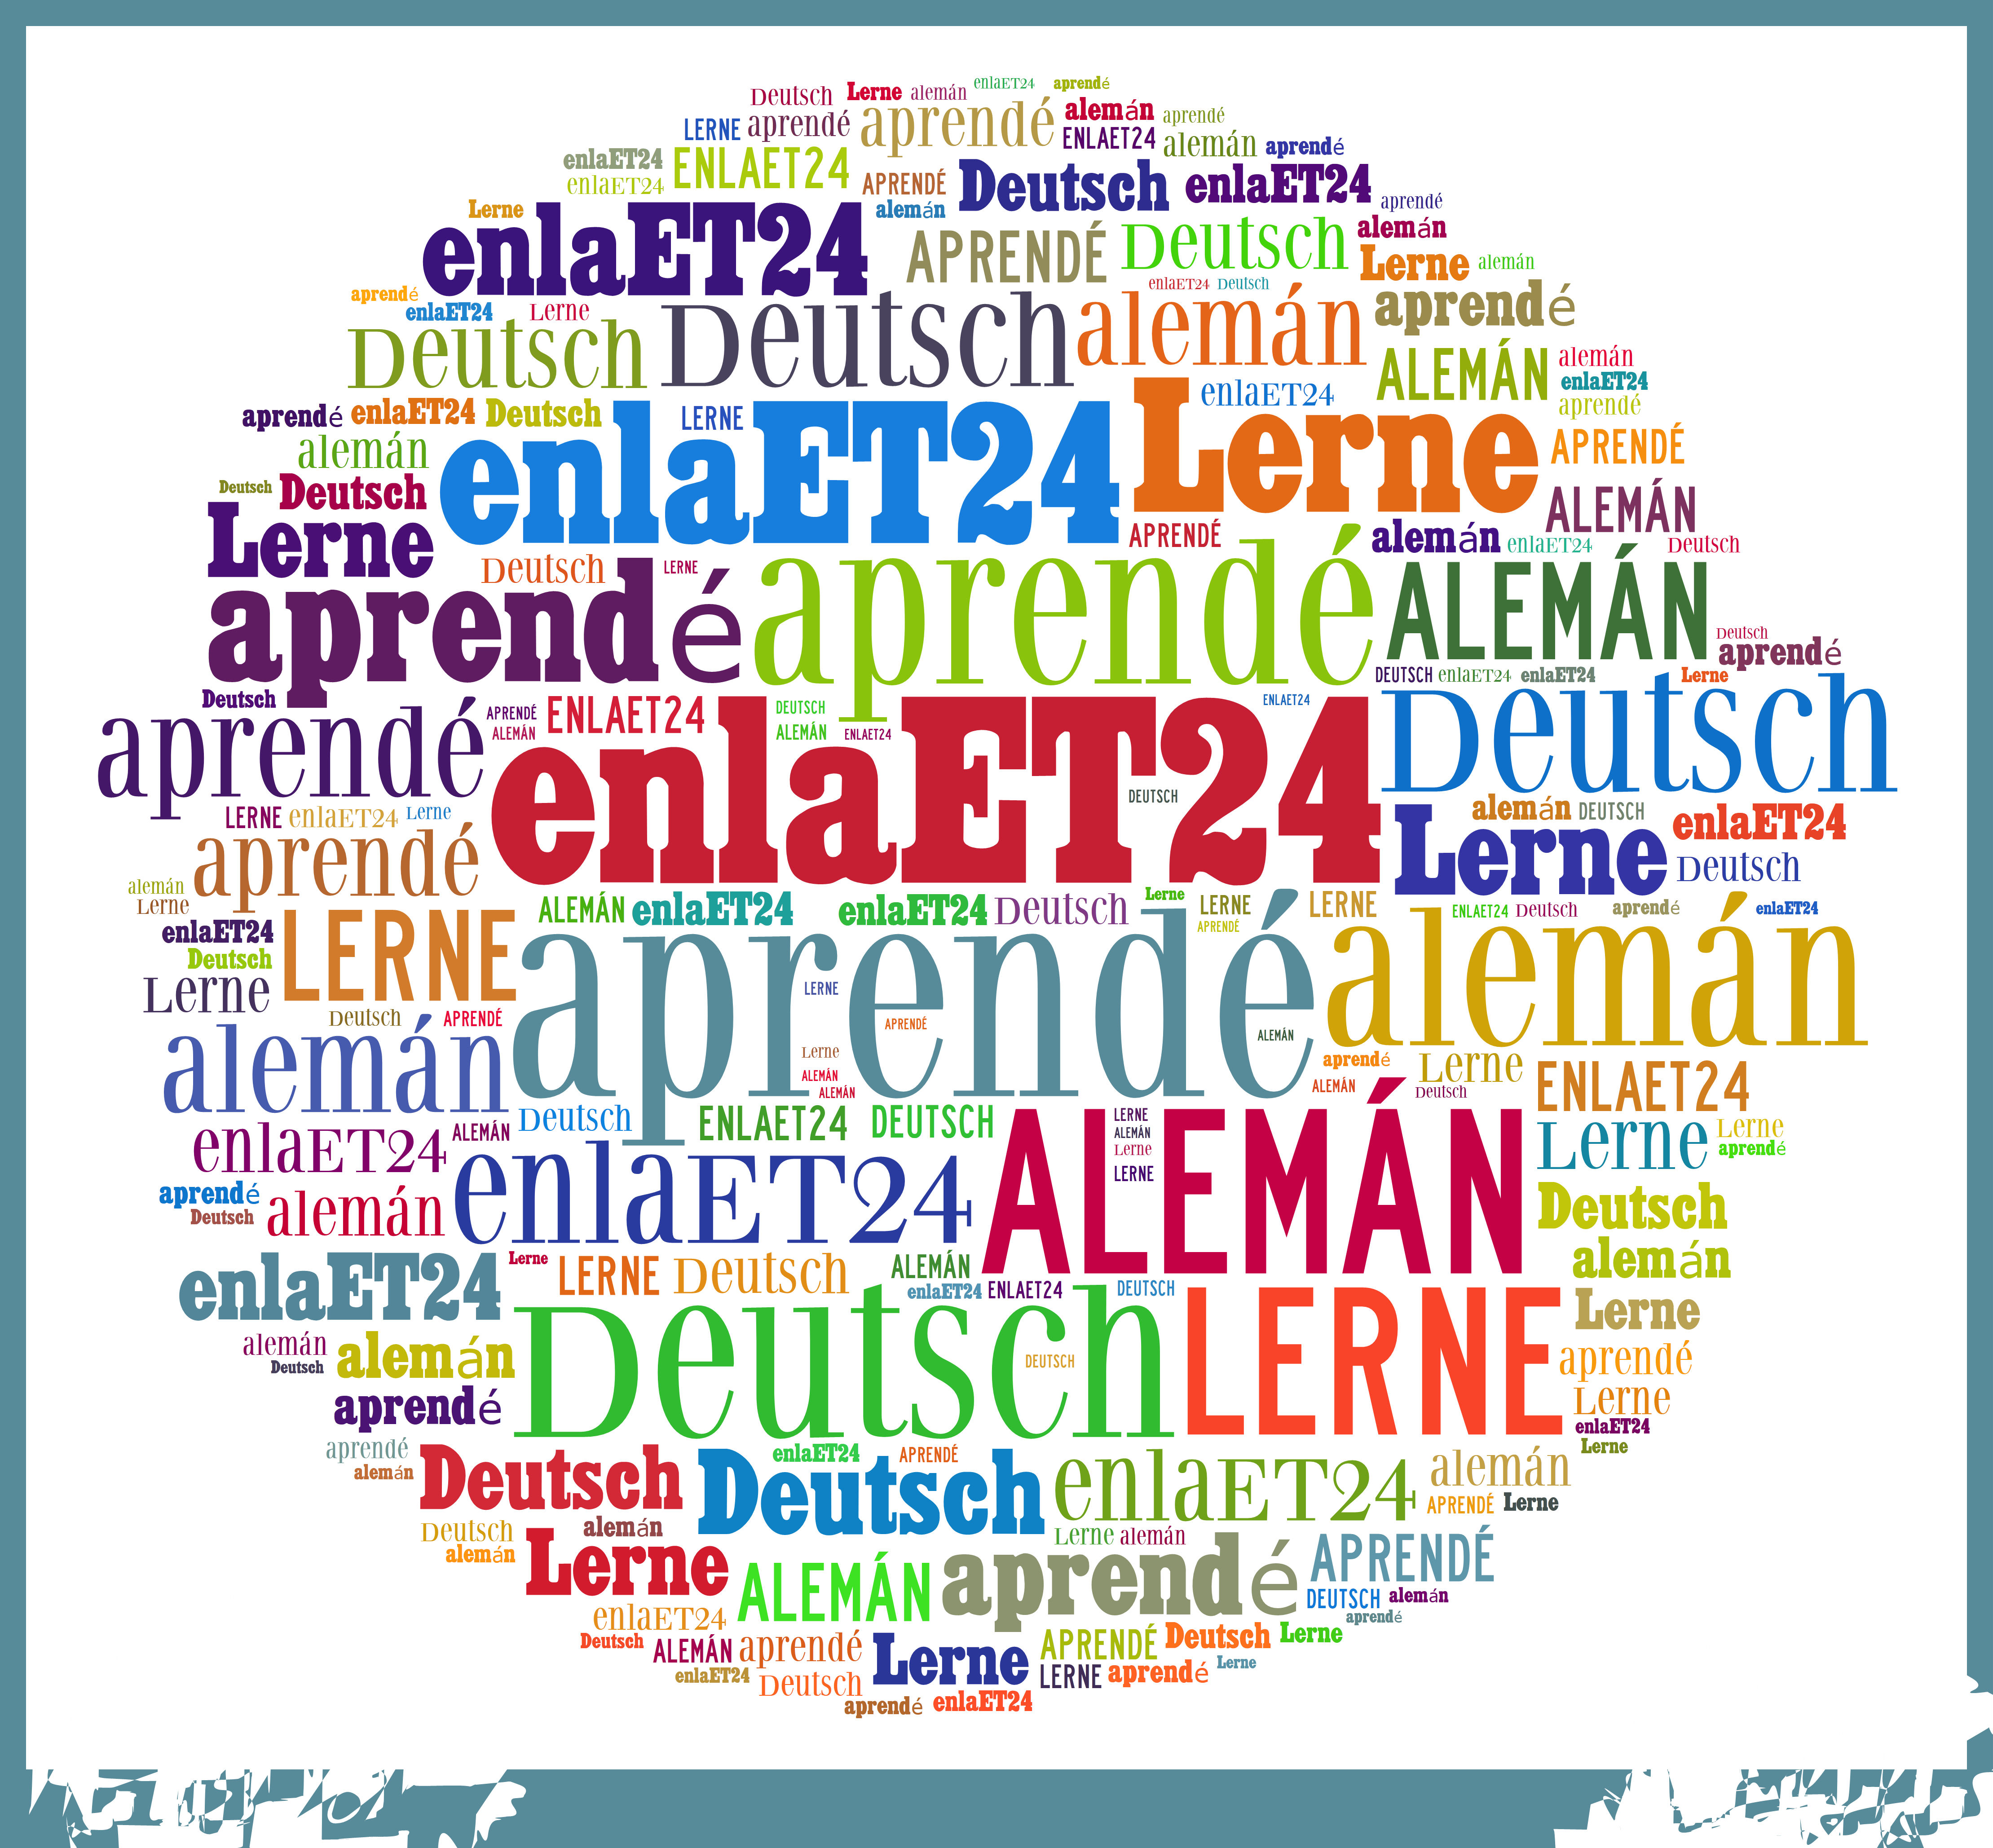 Deutsch Lerne alemán enlaET24 aprendé
LERNE aprendé aprendé alemán aprendé
ENLAET24 alemán aprendé
enlaET24 ENLAET24 APRENDÉ Deutsch enlaET24
enlaET24 alemán aprendé
Lerne enlaET24 APRENDÉ Deutsch alemán
Lerne alemán
aprendé enlaET24 Deutsch
enlaET24 Lerne Deutsch alemán aprendé
Deutsch ALEMÁN alemán
enlaET24
aprendé enlaET24 Deutsch LERNE enlaET24 aprendé
alemán enlaET24 Lerne APRENDÉ
Deutsch Deutsch ALEMÁN
Lerne APRENDÉ alemán enlaET24 Deutsch
Deutsch LERNE
aprendé aprendé ALEMÁN Deutsch
aprendé
DEUTSCH enlaET24 enlaET24 Lerne
Deutsch APRENDÉ ENLAET24 DEUTSCH ENLAET24
aprendé ALEMÁN ALEMÁN ENLAET24 Deutsch
enlaET24 DEUTSCH
LERNE enlaET24 Lerne alemán DEUTSCH enlaET24
aprendé Lerne Deutsch
alemán ALEMÁN enlaET24 enlaET24 Deutsch Lerne LERNE LERNE ENLAET24 Deutsch aprendé enlaET24
Lerne APRENDÉ
enlaET24 LERNE
Deutsch aprendé alemán
Lerne LERNE
Deutsch APRENDÉ APRENDÉ ALEMÁN
alemán Lerne aprendé Lerne
ALEMÁN ALEMÁN Deutsch ENLAET24
ALEMÁN
Deutsch ENLAET24 DEUTSCH LERNE
enlaET24 ALEMÁN ALEMÁN Lerne Lerne
Lerne aprendé
aprendé enlaET24 ALEMÁN LERNE Deutsch
Deutsch alemán
alemán
enlaET24 Lerne LERNE Deutsch ALEMÁN
enlaET24 ENLAET24 DEUTSCH Lerne
alemán Deutsch LERNE aprendé
Deutsch alemán DEUTSCH
aprendé Lerne
enlaET24
aprendé enlaET24 APRENDÉ Lerne
alemán Deutsch Deutsch enlaET24 alemán
APRENDÉ Lerne
Deutsch alemán Lerne alemán
alemán Lerne ALEMÁN aprendé APRENDÉ
DEUTSCH alemán
enlaET24 aprendé
Deutsch ALEMÁN aprendé Lerne APRENDÉ Deutsch Lerne
enlaET24 Deutsch LERNE aprendé Lerne
aprendé enlaET24